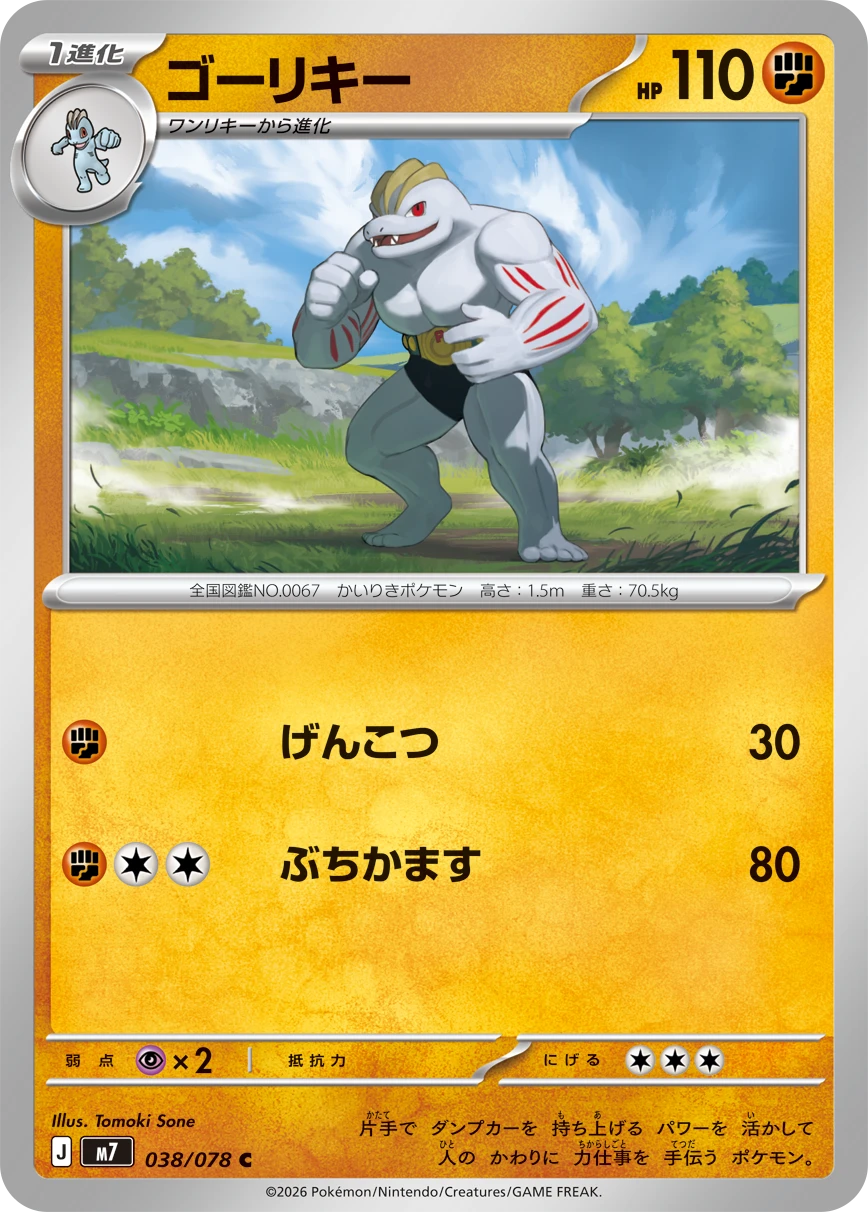 1進化
ゴーリキー
HP 110
ワンリキーから進化
全国図鑑NO.0067 かいりきポケモン 高さ:1.5m 重さ:70.5kg
げんこつ 30
ぶちかます 80
弱点 ×2 抵抗力 にげる
Illus. Tomoki Sone
片手で ダンプカーを 持ち上げる パワーを 活かして
人の かわりに 力仕事を 手伝う ポケモン。
J M7 038/078 C
©2026 Pokémon/Nintendo/Creatures/GAME FREAK.